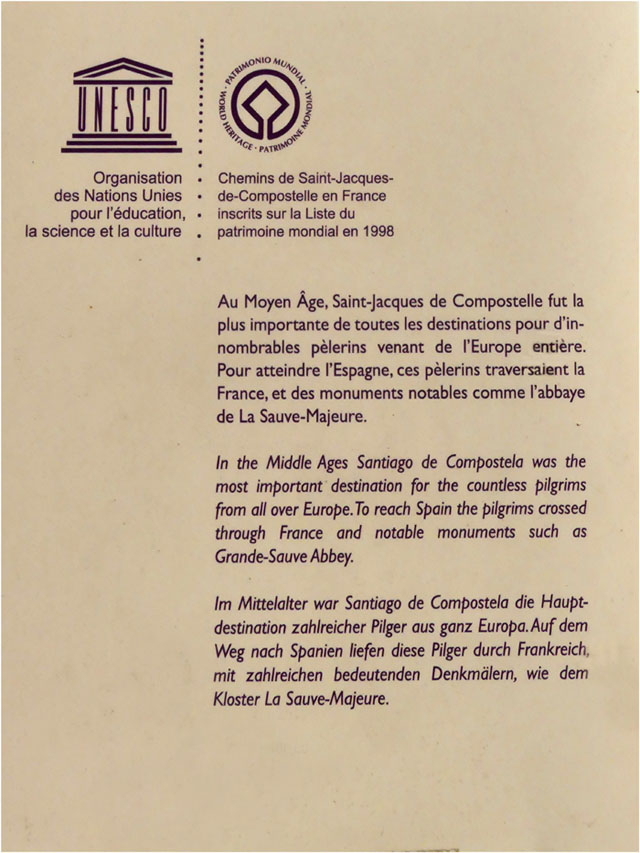 UNESCO
PATRIMONIO MUNDIAL · WORLD HERITAGE · PATRIMOINE MONDIAL ·
Organisation
des Nations Unies
pour l'éducation,
la science et la culture
Chemins de Saint-Jacques-
de-Compostelle en France
inscrits sur la Liste du
patrimoine mondial en 1998
Au Moyen Âge, Saint-Jacques de Compostelle fut la
plus importante de toutes les destinations pour d'in-
nombrables pèlerins venant de l'Europe entière.
Pour atteindre l'Espagne, ces pèlerins traversaient la
France, et des monuments notables comme l'abbaye
de La Sauve-Majeure.
In the Middle Ages Santiago de Compostela was the
most important destination for the countless pilgrims
from all over Europe. To reach Spain the pilgrims crossed
through France and notable monuments such as
Grande-Sauve Abbey.
Im Mittelalter war Santiago de Compostela die Haupt-
destination zahlreicher Pilger aus ganz Europa. Auf dem
Weg nach Spanien liefen diese Pilger durch Frankreich,
mit zahlreichen bedeutenden Denkmälern, wie dem
Kloster La Sauve-Majeure.